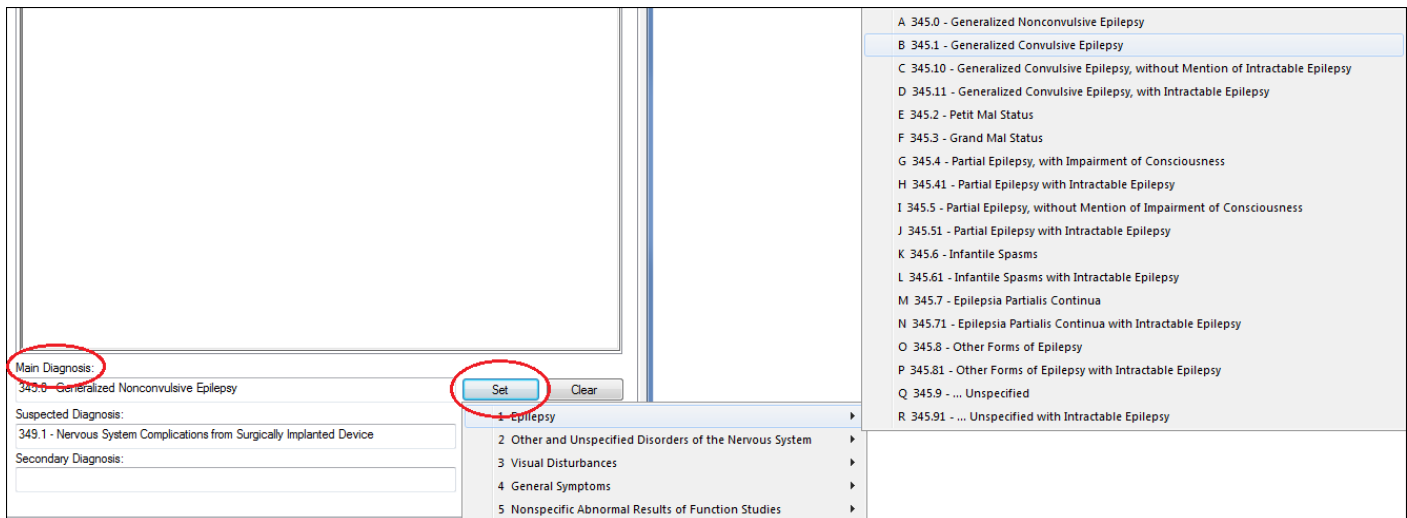 Main Diagnosis:
345.0 - Generalized Nonconvulsive Epilepsy
Set
Clear
Suspected Diagnosis:
349.1 - Nervous System Complications from Surgically Implanted Device
Secondary Diagnosis:
1 Epilepsy
2 Other and Unspecified Disorders of the Nervous System
3 Visual Disturbances
4 General Symptoms
5 Nonspecific Abnormal Results of Function Studies
A 345.0 - Generalized Nonconvulsive Epilepsy
B 345.1 - Generalized Convulsive Epilepsy
C 345.10 - Generalized Convulsive Epilepsy, without Mention of Intractable Epilepsy
D 345.11 - Generalized Convulsive Epilepsy, with Intractable Epilepsy
E 345.2 - Petit Mal Status
F 345.3 - Grand Mal Status
G 345.4 - Partial Epilepsy, with Impairment of Consciousness
H 345.41 - Partial Epilepsy with Intractable Epilepsy
I 345.5 - Partial Epilepsy, without Mention of Impairment of Consciousness
J 345.51 - Partial Epilepsy with Intractable Epilepsy
K 345.6 - Infantile Spasms
L 345.61 - Infantile Spasms with Intractable Epilepsy
M 345.7 - Epilepsia Partialis Continua
N 345.71 - Epilepsia Partialis Continua with Intractable Epilepsy
O 345.8 - Other Forms of Epilepsy
P 345.81 - Other Forms of Epilepsy with Intractable Epilepsy
Q 345.9 - ... Unspecified
R 345.91 - ... Unspecified with Intractable Epilepsy